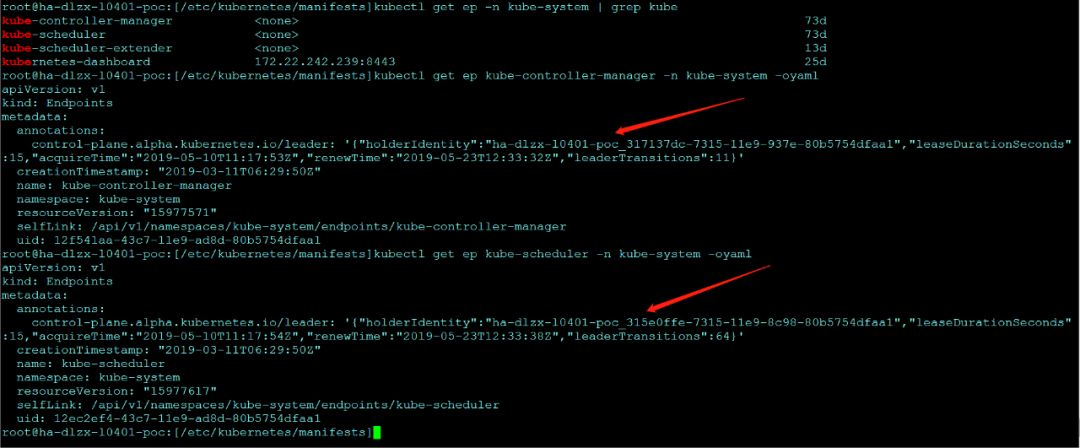 root@ha-dlzx-l0401-poc:[/etc/kubernetes/manifests]kubectl get ep -n kube-system | grep kube
kube-controller-manager <none> 73d
kube-scheduler <none> 73d
kube-scheduler-extender <none> 13d
kubernetes-dashboard 172.22.242.239:8443 25d
root@ha-dlzx-l0401-poc:[/etc/kubernetes/manifests]kubectl get ep kube-controller-manager -n kube-system -oyaml
apiVersion: v1
kind: Endpoints
metadata:
  annotations:
    control-plane.alpha.kubernetes.io/leader: '{"holderIdentity":"ha-dlzx-l0401-poc_317137dc-7315-11e9-937e-80b5754dfaa1","leaseDurationSeconds"
:15,"acquireTime":"2019-05-10T11:17:53Z","renewTime":"2019-05-23T12:33:32Z","leaderTransitions":11}'
  creationTimestamp: "2019-03-11T06:29:50Z"
  name: kube-controller-manager
  namespace: kube-system
  resourceVersion: "15977571"
  selfLink: /api/v1/namespaces/kube-system/endpoints/kube-controller-manager
  uid: 12f541aa-43c7-11e9-ad8d-80b5754dfaa1
root@ha-dlzx-l0401-poc:[/etc/kubernetes/manifests]kubectl get ep kube-scheduler -n kube-system -oyaml
apiVersion: v1
kind: Endpoints
metadata:
  annotations:
    control-plane.alpha.kubernetes.io/leader: '{"holderIdentity":"ha-dlzx-l0401-poc_315e0ffe-7315-11e9-8c98-80b5754dfaa1","leaseDurationSeconds"
:15,"acquireTime":"2019-05-10T11:17:54Z","renewTime":"2019-05-23T12:33:38Z","leaderTransitions":64}'
  creationTimestamp: "2019-03-11T06:29:50Z"
  name: kube-scheduler
  namespace: kube-system
  resourceVersion: "15977617"
  selfLink: /api/v1/namespaces/kube-system/endpoints/kube-scheduler
  uid: 12ec2ef4-43c7-11e9-ad8d-80b5754dfaa1
root@ha-dlzx-l0401-poc:[/etc/kubernetes/manifests]